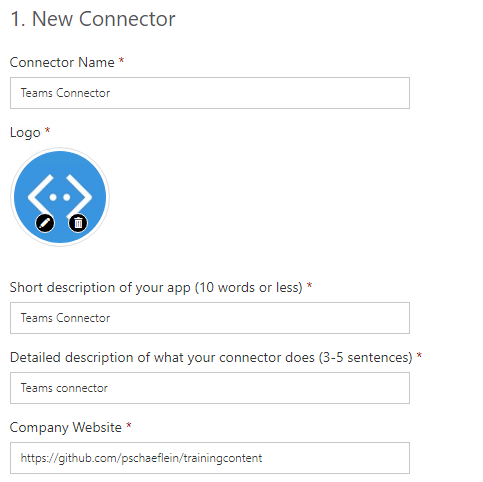 1. New Connector
Connector Name *
Teams Connector
Logo *
Short description of your app (10 words or less) *
Teams Connector
Detailed description of what your connector does (3-5 sentences) *
Teams connector
Company Website *
https://github.com/pschaeflein/trainingcontent